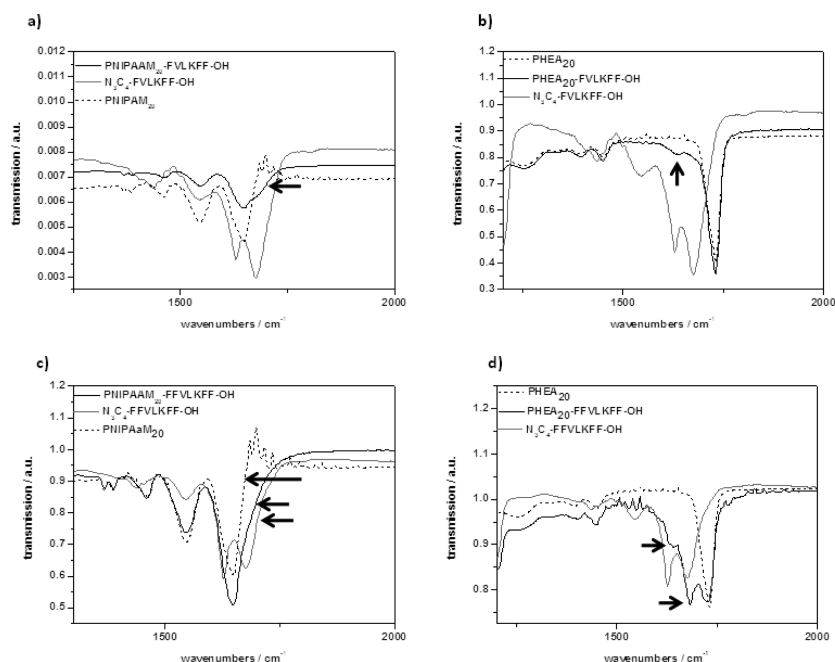 a)
0.012
0.011
0.010
0.009
0.008
0.007
0.006
0.005
0.004
0.003
transmission / a.u.
PNIPAAM20-FVLKFF-OH
N3C4-FVLKFF-OH
PNIPAM20
1500
2000
wavenumbers / cm-1
b)
1.2
1.1
1.0
0.9
0.8
0.7
0.6
0.5
0.4
0.3
transmission / a.u.
PHEA20
PHEA20-FVLKFF-OH
N3C4-FVLKFF-OH
1500
2000
wavenumbers / cm-1
c)
1.2
1.1
1.0
0.9
0.8
0.7
0.6
0.5
transmission / a.u.
PNIPAAM20-FFVLKFF-OH
N3C4-FFVLKFF-OH
PNIPAaM20
1500
2000
wavenumbers / cm-1
d)
1.2
1.1
1.0
0.9
0.8
transmission / a.u.
PHEA20
PHEA20-FFVLKFF-OH
N3C4-FFVLKFF-OH
1500
2000
wavenumbers / cm-1